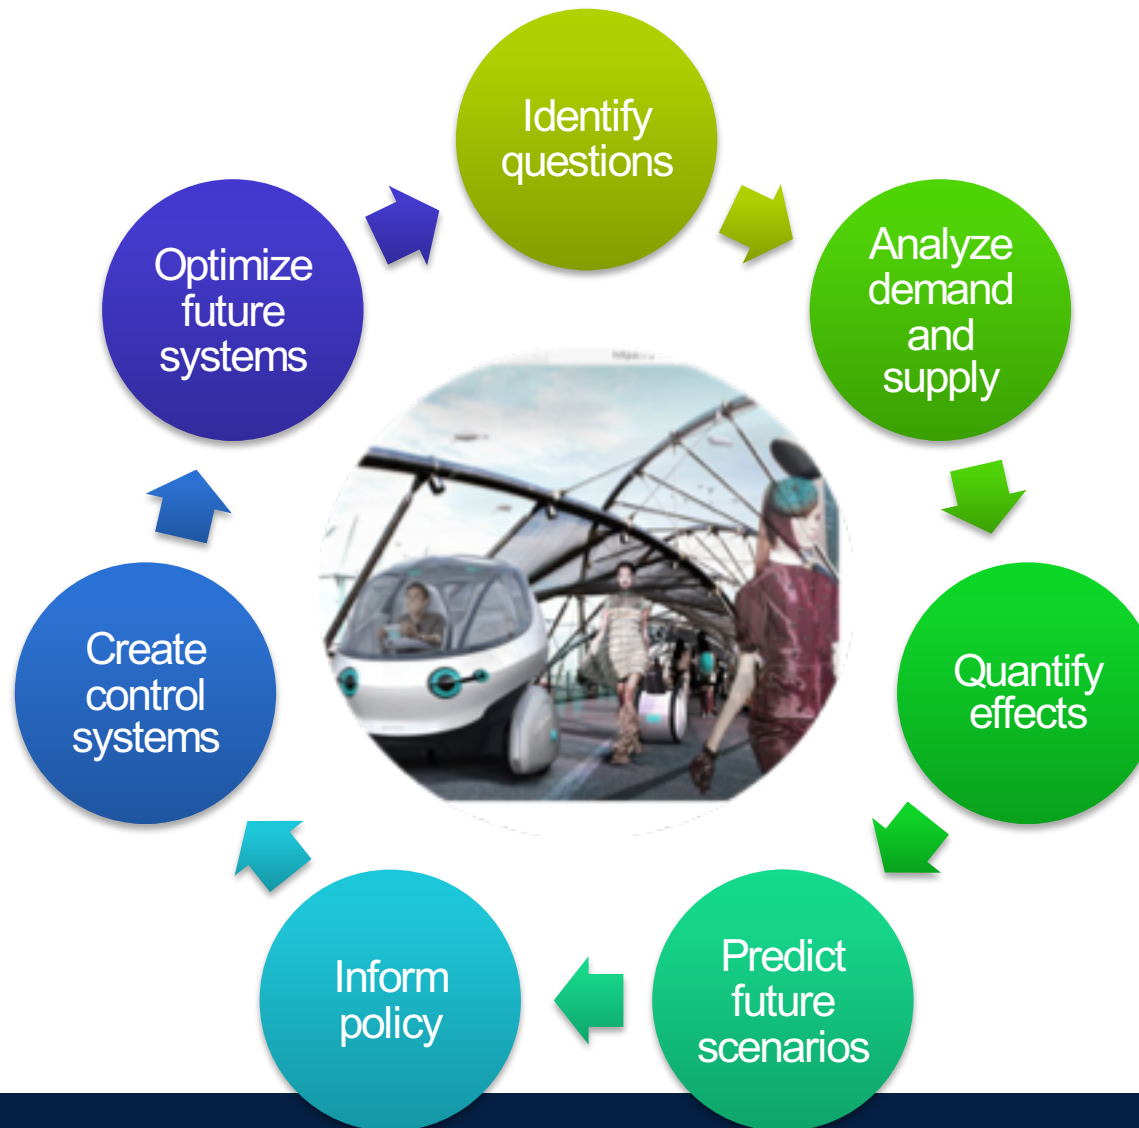 Identify
questions
Analyze
demand
and
supply
Quantify
effects
Predict
future
scenarios
Inform
policy
Create
control
systems
Optimize
future
systems